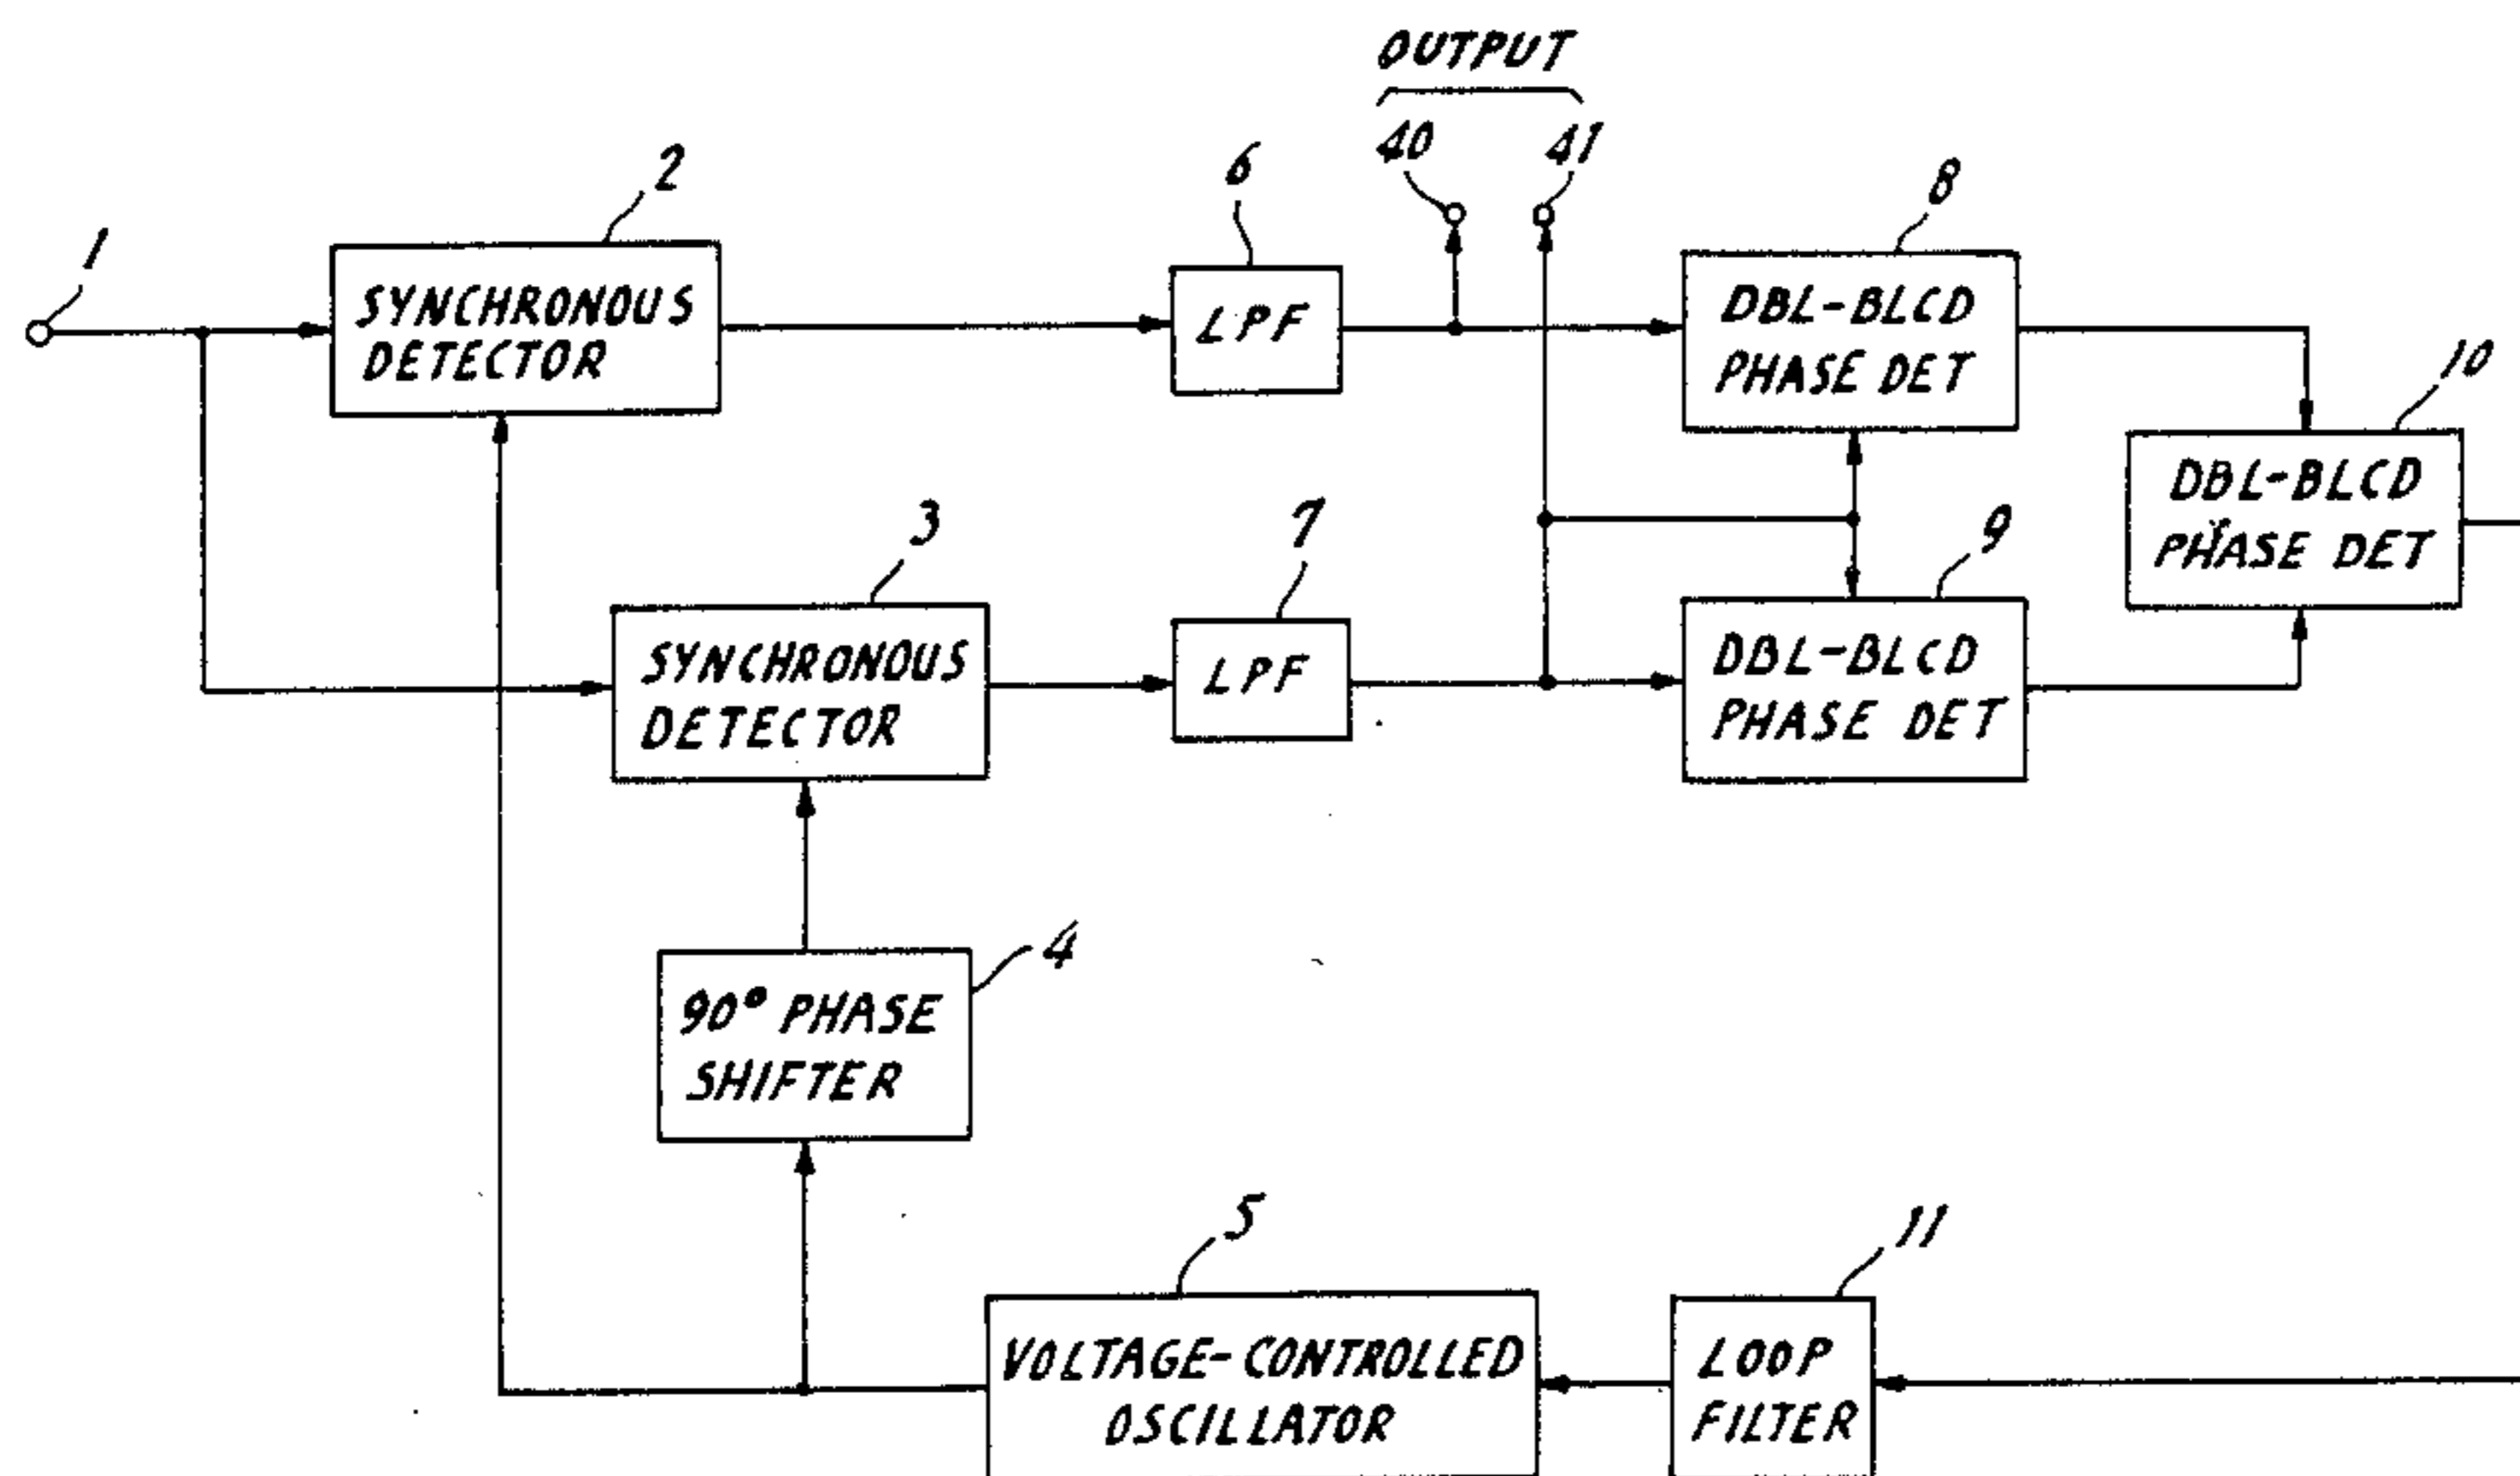 OUTPUT
40 41
1
2
6
8
SYNCHRONOUS
DETECTOR
LPF
DBL-BLCD
PHASE DET
10
DBL-BLCD
PHASE DET
3
7
9
SYNCHRONOUS
DETECTOR
LPF
DBL-BLCD
PHASE DET
4
90° PHASE
SHIFTER
5
11
VOLTAGE-CONTROLLED
OSCILLATOR
LOOP
FILTER